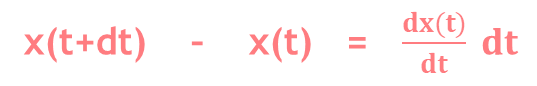 x(t+dt) - x(t) = dx(t)/dt dt